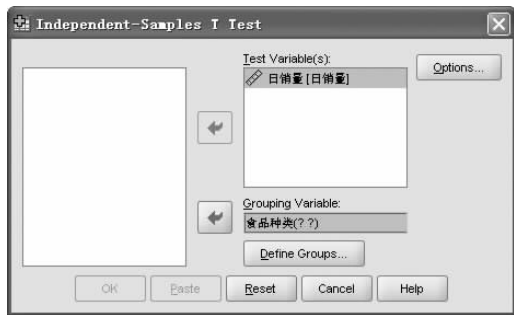 Independent-Samples T Test
Test Variable(s):
日销量 [日销量]
Options...
Grouping Variable:
食品种类(? ?)
Define Groups...
OK
Paste
Reset
Cancel
Help